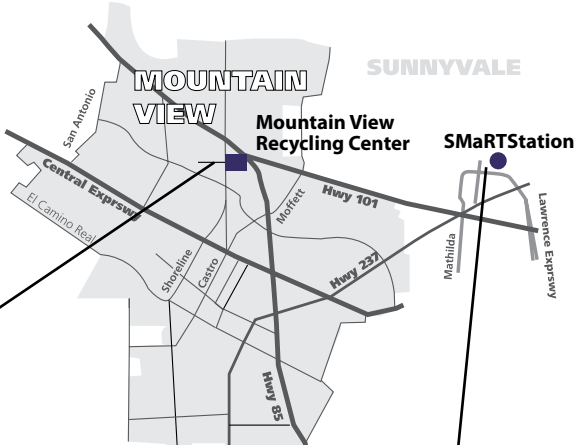 MOUNTAIN
VIEW
SUNNYVALE
Mountain View
Recycling Center
SMaRTStation
San Antonio
Central Exprswy
El Camino Real
Shoreline
Castro
Moffett
Hwy 101
Hwy 237
Hwy 85
Mathilda
Lawrence Exprswy